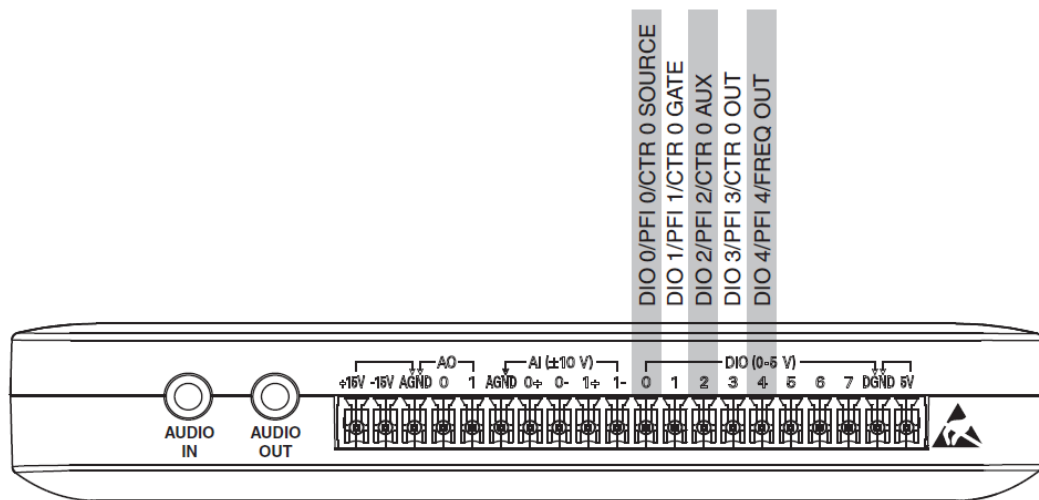 DIO 0/PFI 0/CTR 0 SOURCE
DIO 1/PFI 1/CTR 0 GATE
DIO 2/PFI 2/CTR 0 AUX
DIO 3/PFI 3/CTR 0 OUT
DIO 4/PFI 4/FREQ OUT
AO AI (±10 V) DIO (0-5 V)
+15V -15V AGND 0 1 AGND 0+ 0- 1+ 1- 0 1 2 3 4 5 6 7 DGND 5V
AUDIO
IN
AUDIO
OUT